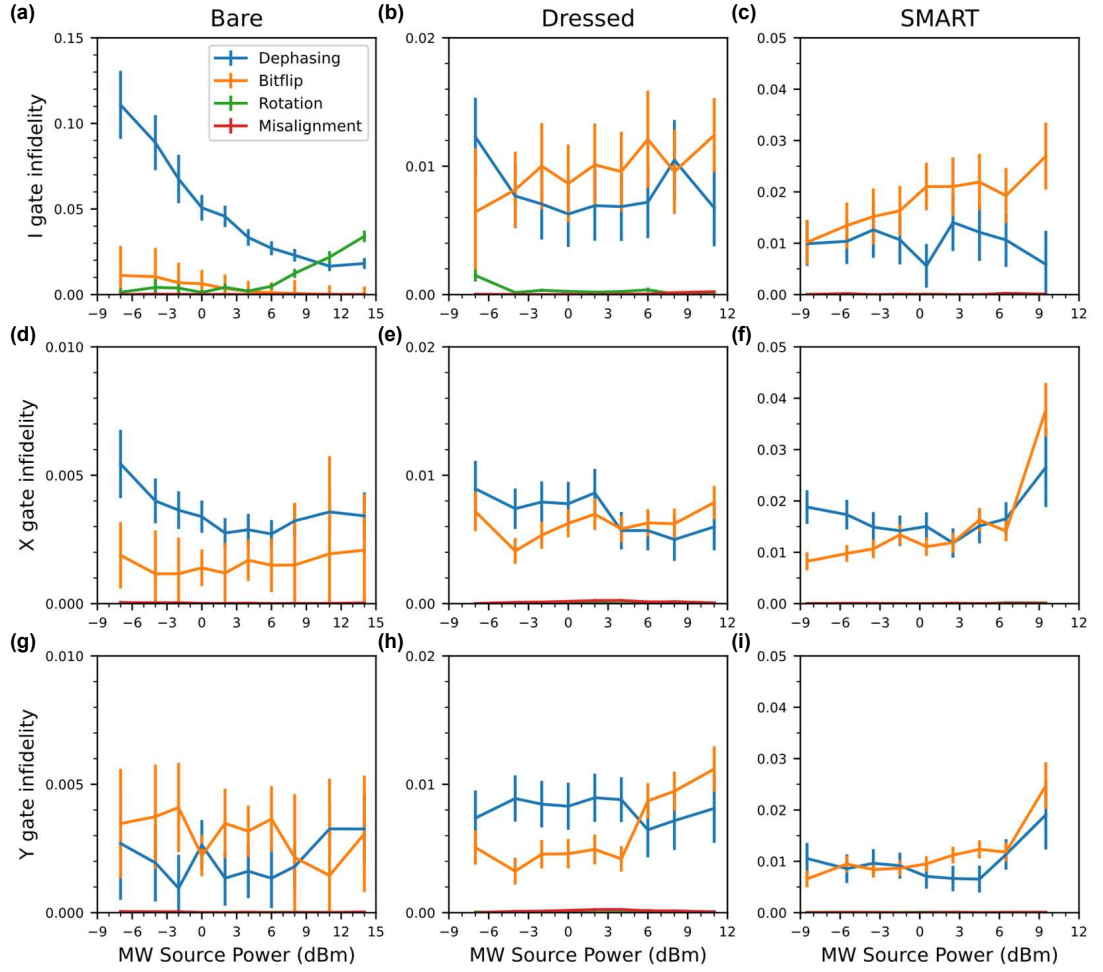 (a) Bare (b) Dressed (c) SMART
0.15 0.02 0.05
Dephasing
Bitflip
Rotation
Misalignment
0.04
0.10
0.03
I gate infidelity 0.01
0.02
0.05
0.01
0.00 0.00 0.00
−9 −6 −3 0 3 6 9 12 15 −9 −6 −3 0 3 6 9 12 −9 −6 −3 0 3 6 9 12
(d) (e) (f)
0.010 0.02 0.05
0.04
0.03
X gate infidelity 0.005 0.01
0.02
0.01
0.000 0.00 0.00
−9 −6 −3 0 3 6 9 12 15 −9 −6 −3 0 3 6 9 12 −9 −6 −3 0 3 6 9 12
(g) (h) (i)
0.010 0.02 0.05
0.04
0.03
Y gate infidelity 0.005 0.01
0.02
0.01
0.000 0.00 0.00
−9 −6 −3 0 3 6 9 12 15 −9 −6 −3 0 3 6 9 12 −9 −6 −3 0 3 6 9 12
MW Source Power (dBm) MW Source Power (dBm) MW Source Power (dBm)